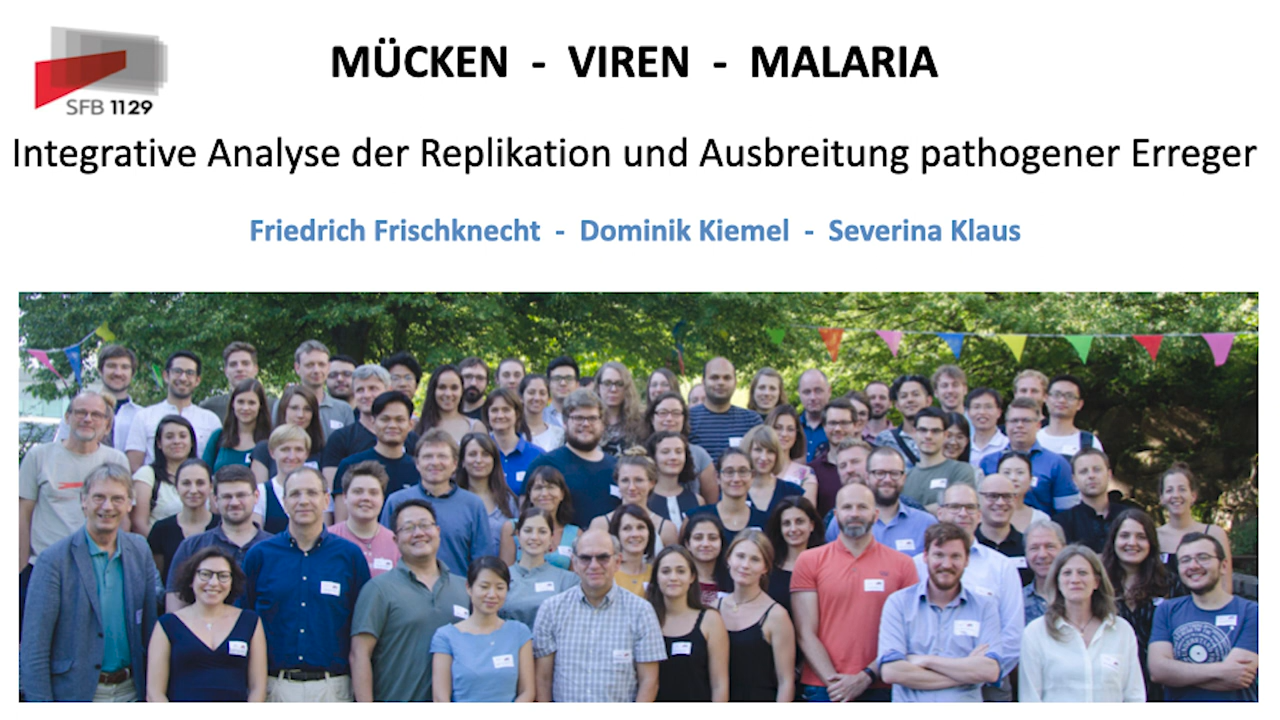 SFB 1129
MÜCKEN - VIREN - MALARIA
Integrative Analyse der Replikation und Ausbreitung pathogener Erreger
Friedrich Frischknecht - Dominik Kiemel - Severina Klaus